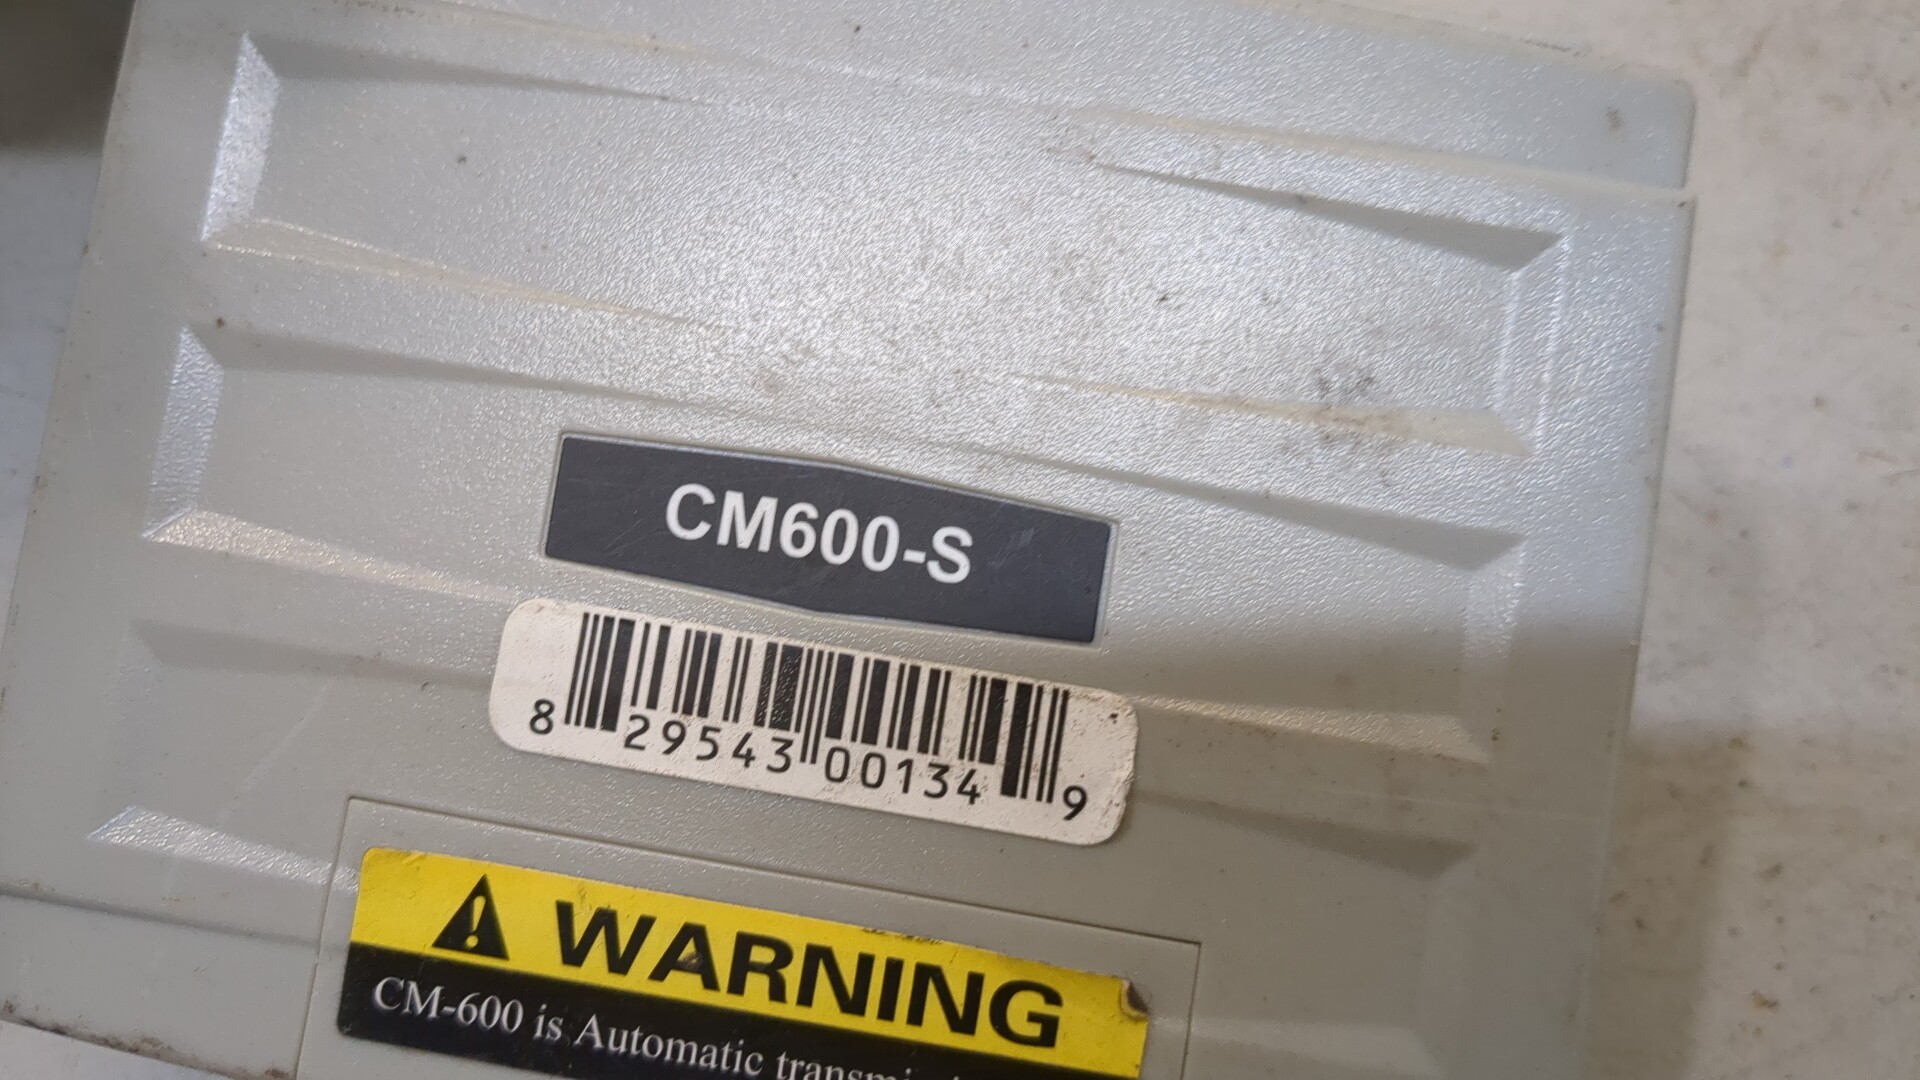 CM600-S
8 29543 00134 9
WARNING
CM-600 is Automatic